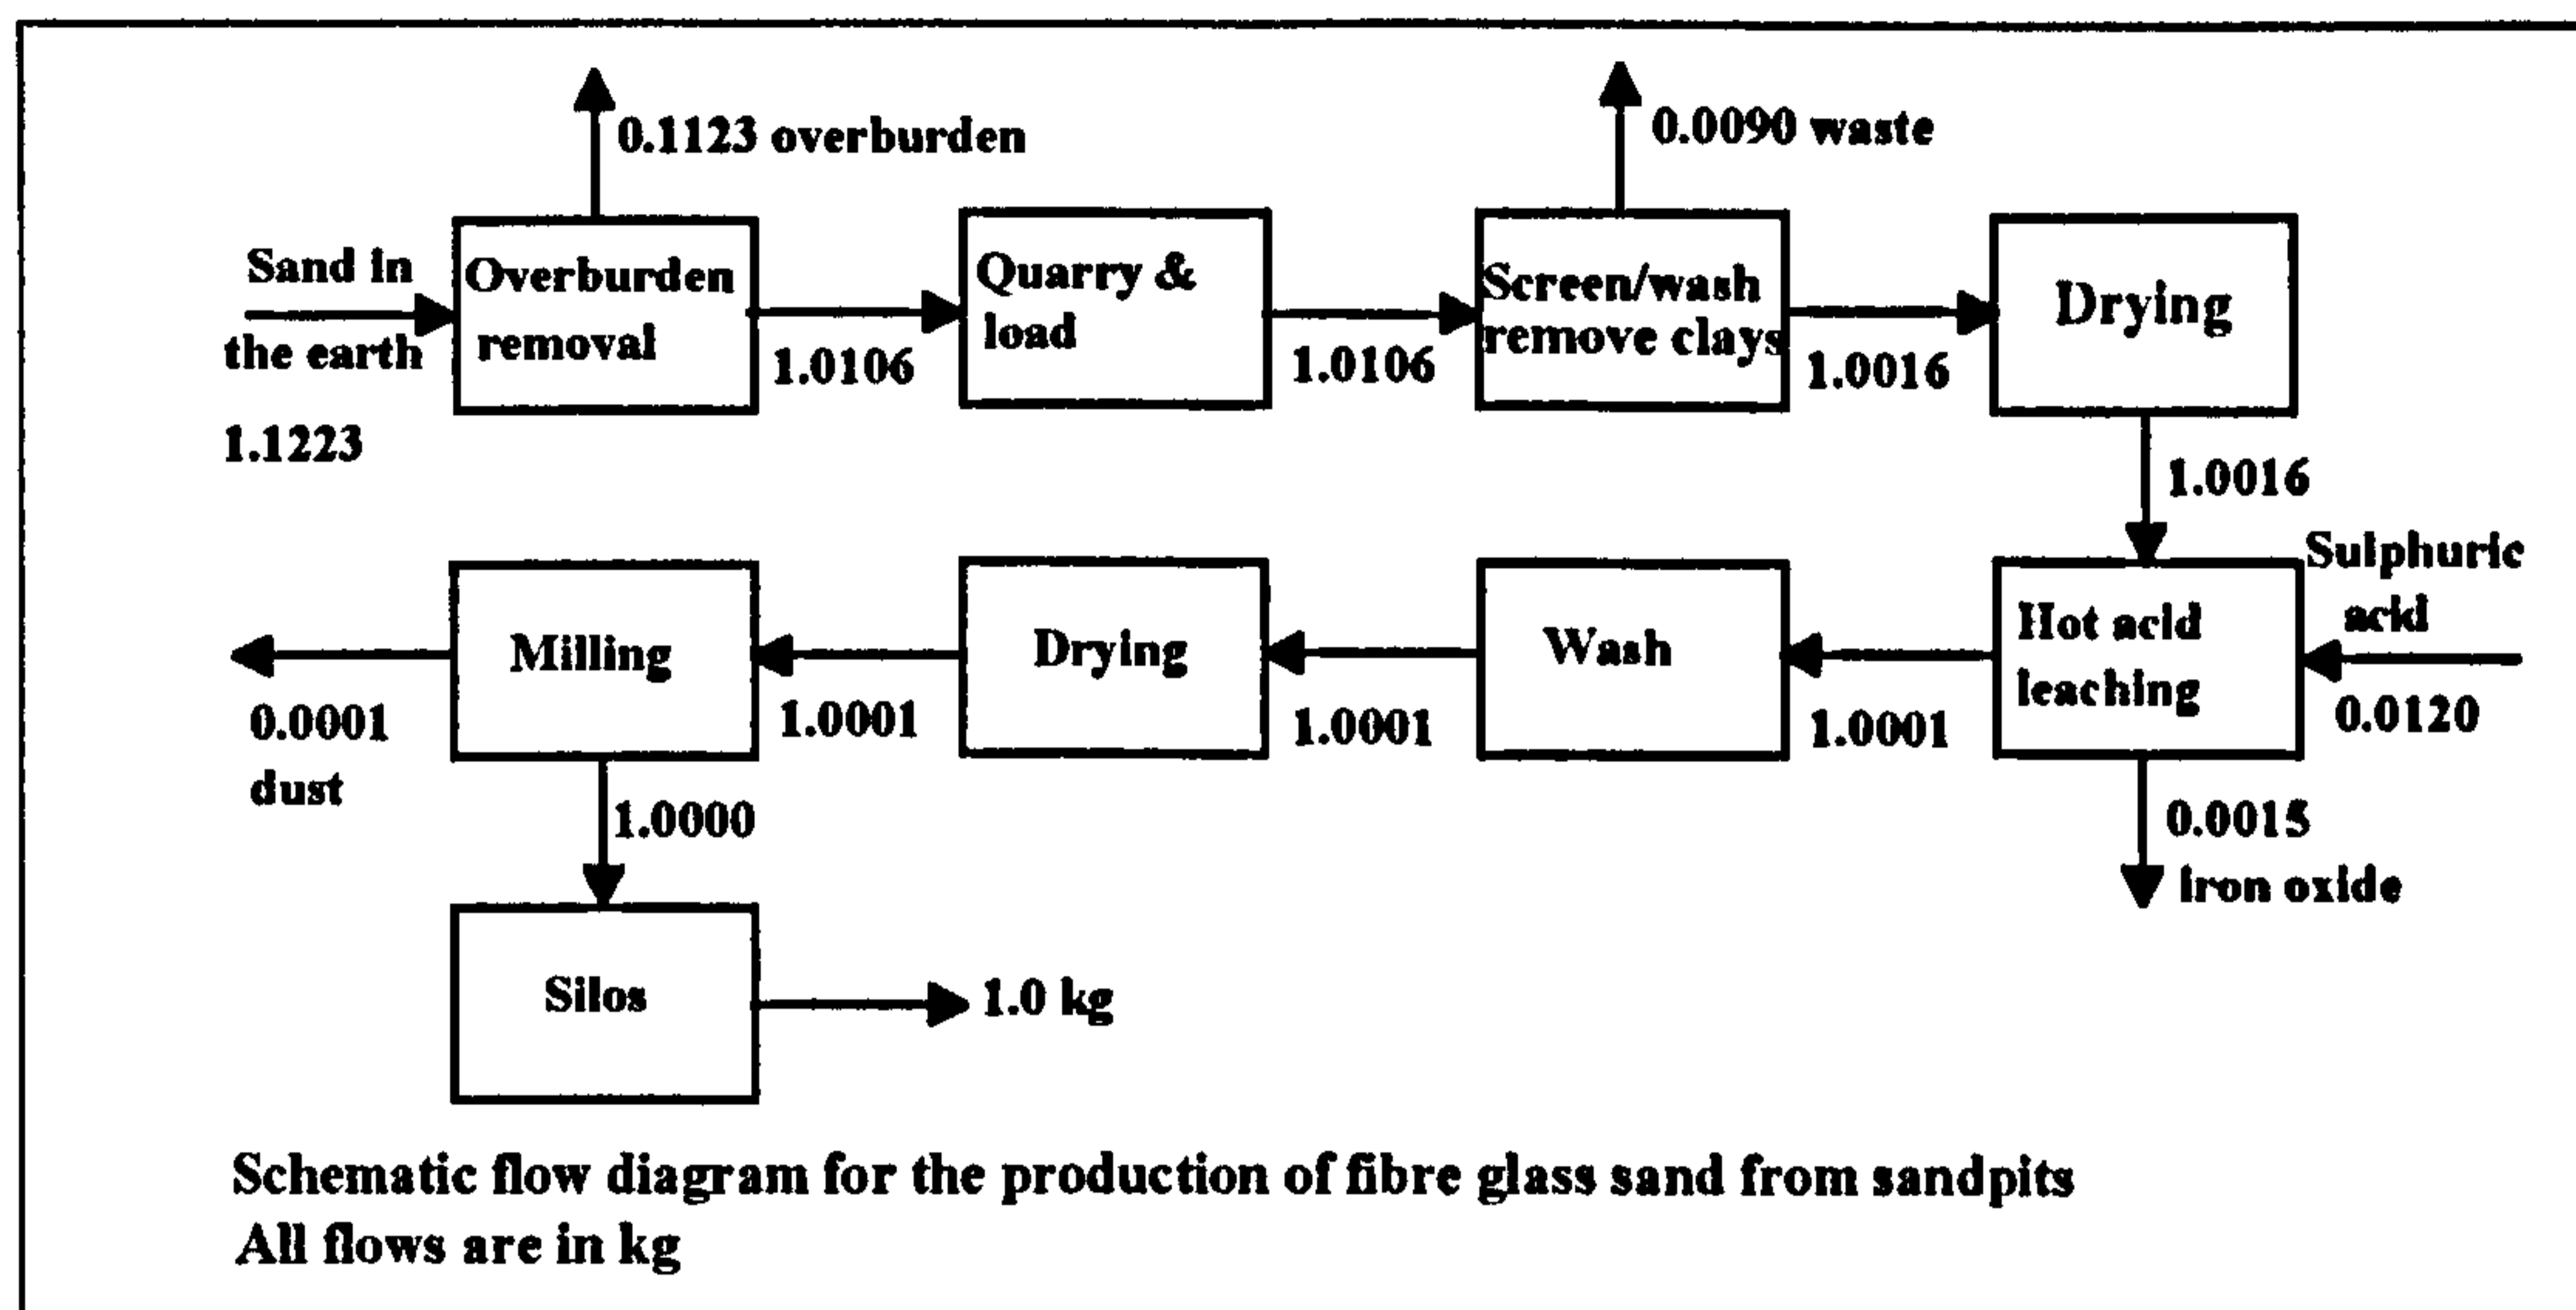 0.1123 overburden
0.0090 waste
Sand in
the earth
1.1223
Overburden
removal
1.0106
Quarry &
load
1.0106
Screen/wash
remove clays
1.0016
Drying
1.0016
Sulphuric
acid
0.0120
Hot acid
leaching
0.0015
iron oxide
1.0001
Wash
1.0001
Drying
1.0001
Milling
0.0001
dust
1.0000
Silos
1.0 kg
Schematic flow diagram for the production of fibre glass sand from sandpits
All flows are in kg